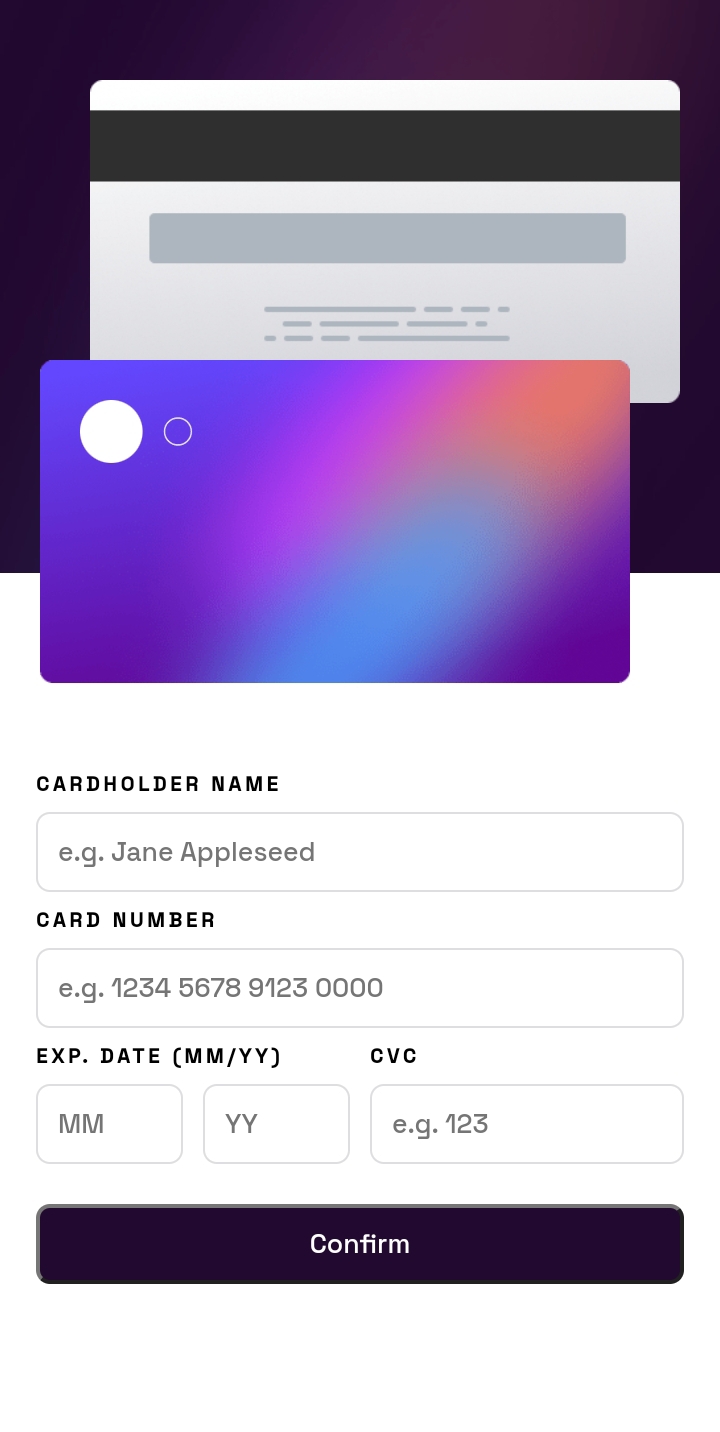 CARDHOLDER NAME
e.g. Jane Appleseed
CARD NUMBER
e.g. 1234 5678 9123 0000
EXP. DATE (MM/YY) CVC
MM YY e.g. 123
Confirm